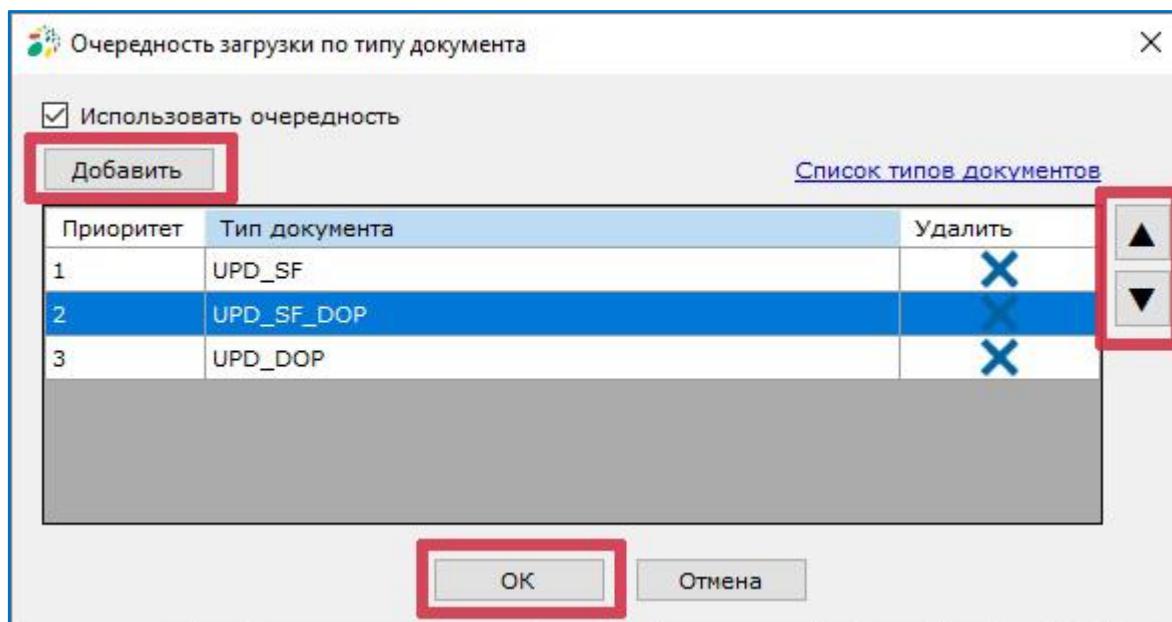 Очередность загрузки по типу документа
Использовать очередность
Добавить
Список типов документов
Приоритет Тип документа Удалить
1 UPD_SF
2 UPD_SF_DOP
3 UPD_DOP
ОК Отмена